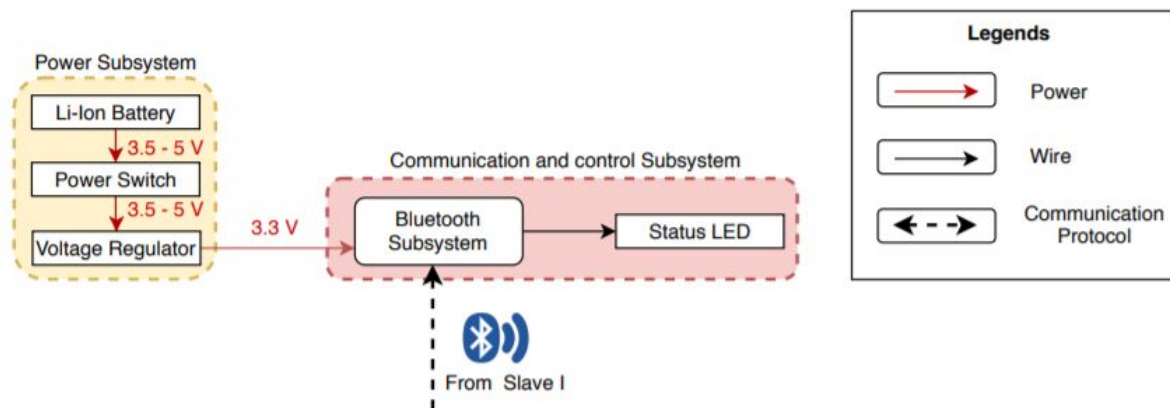 Power Subsystem
Li-Ion Battery
3.5 - 5 V
Power Switch
3.5 - 5 V
Voltage Regulator
3.3 V
Communication and control Subsystem
Bluetooth
Subsystem
Status LED
From Slave I
Legends
Power
Wire
Communication
Protocol